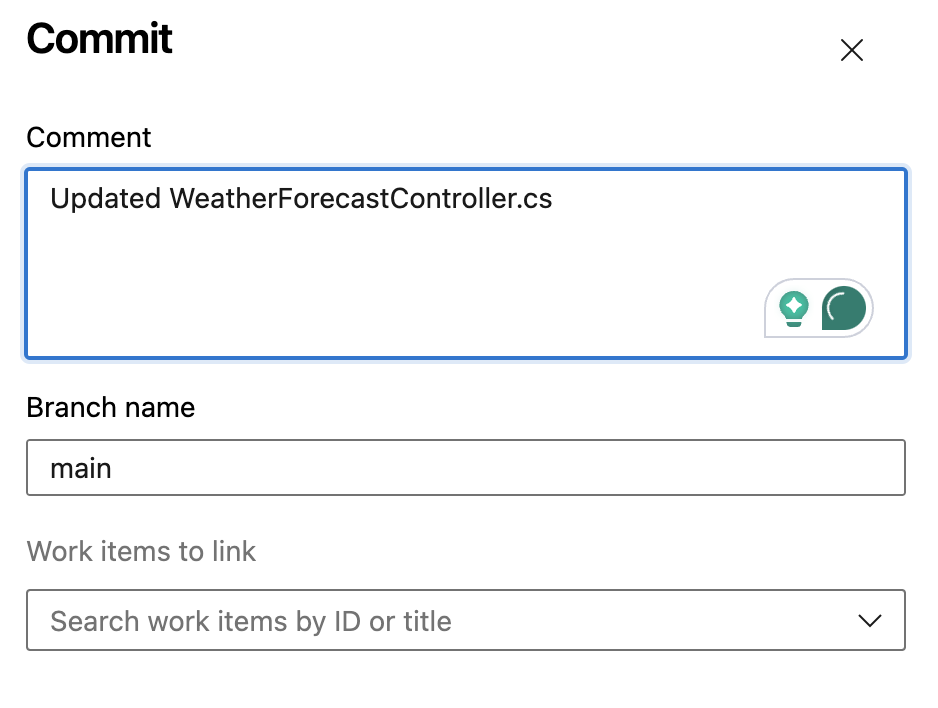 Commit
Comment
Updated WeatherForecastController.cs
Branch name
main
Work items to link
Search work items by ID or title